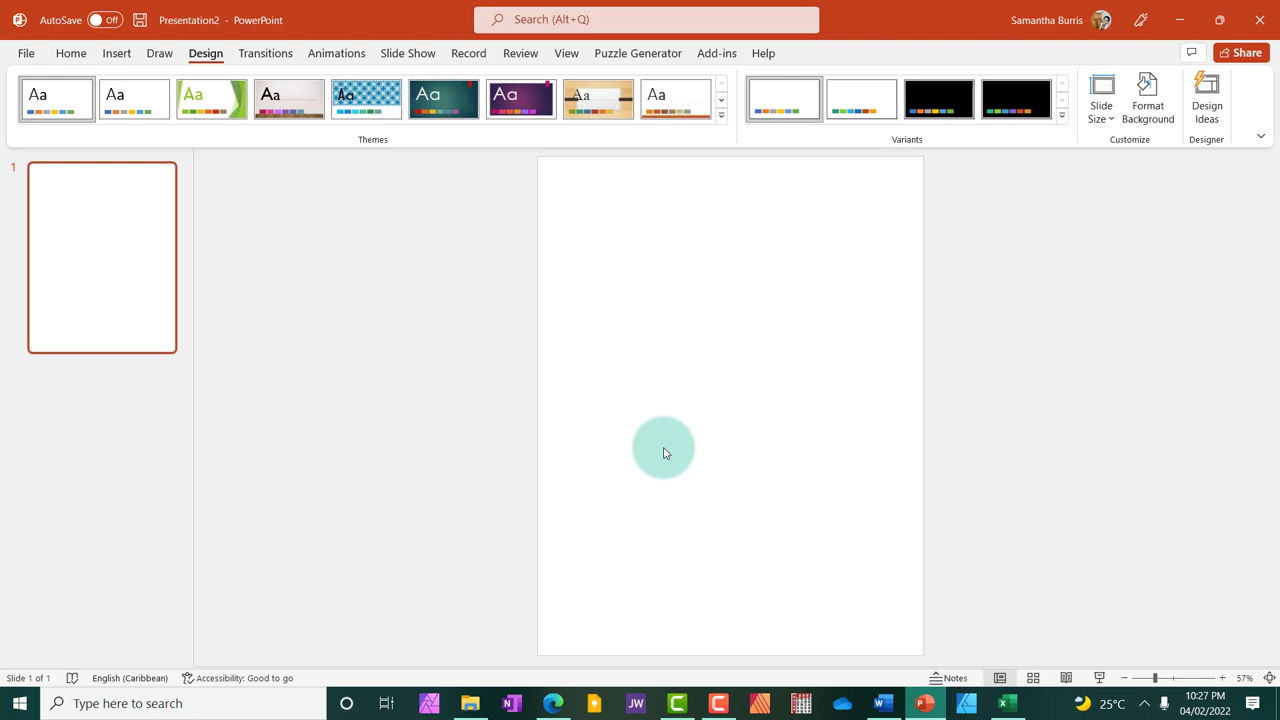 AutoSave Off Presentation2 - PowerPoint Search (Alt+Q) Samantha Burris
File Home Insert Draw Design Transitions Animations Slide Show Record Review View Puzzle Generator Add-ins Help Share
Aa Aa Aa Aa Aa Aa Aa Aa Aa
Slide Size Format Background Design Ideas
Themes Variants Customize Designer
1
Slide 1 of 1 English (Caribbean) Accessibility: Good to go Notes 57%
Type here to search JW 25°C 10:27 PM
04/02/2022